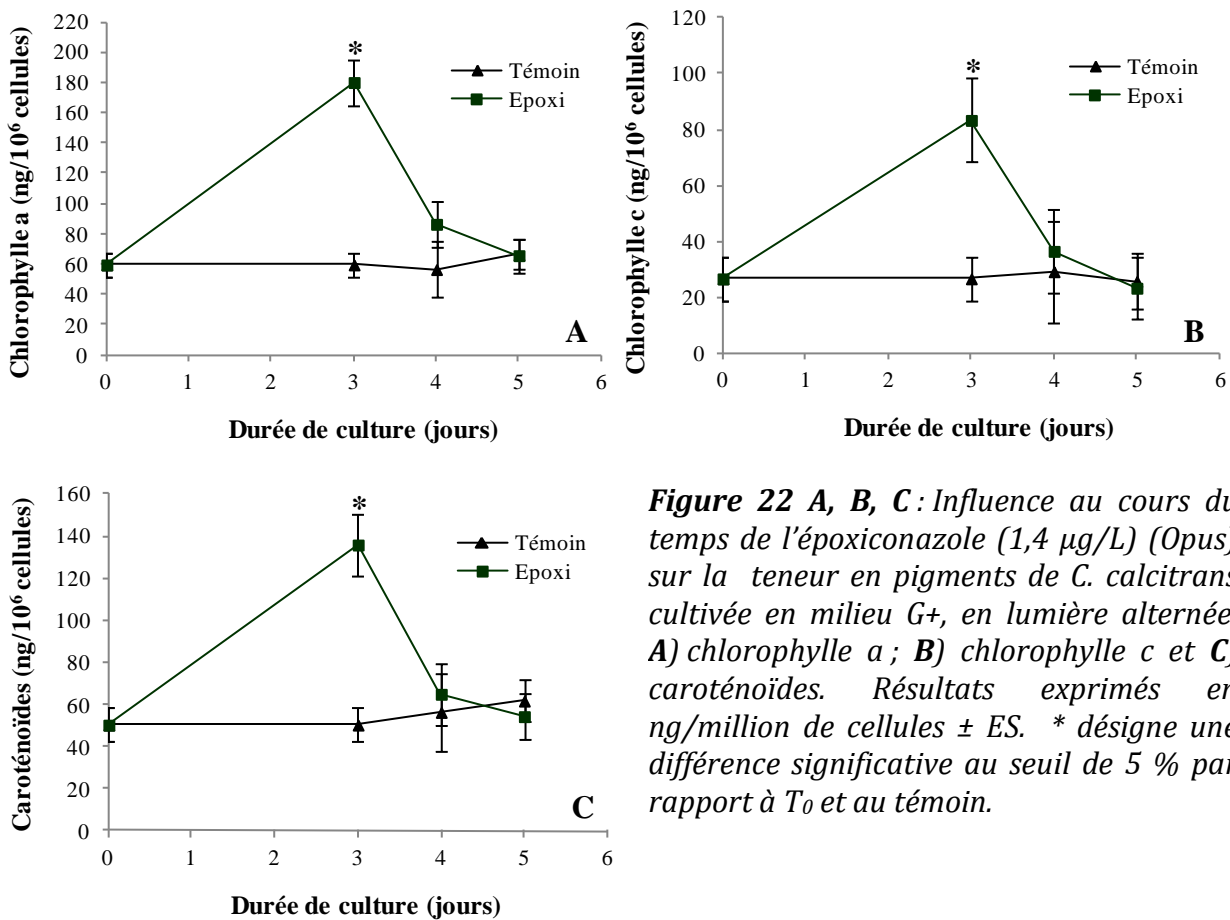 Chlorophylle a (ng/10⁶ cellules)
220
200
180
160
140
120
100
80
60
40
20
0
*
Témoin
Epoxi
A
0 1 2 3 4 5 6
Durée de culture (jours)
Chlorophylle c (ng/10⁶ cellules)
120
100
80
60
40
20
0
*
Témoin
Epoxi
B
0 1 2 3 4 5 6
Durée de culture (jours)
Caroténoïdes (ng/10⁶ cellules)
160
140
120
100
80
60
40
20
0
*
Témoin
Epoxi
C
0 1 2 3 4 5 6
Durée de culture (jours)
Figure 22 A, B, C : Influence au cours du
temps de l’époxiconazole (1,4 µg/L) (Opus)
sur la teneur en pigments de C. calcitrans
cultivée en milieu G+, en lumière alternée
A) chlorophylle a ; B) chlorophylle c et C)
caroténoïdes. Résultats exprimés en
ng/million de cellules ± ES. * désigne une
différence significative au seuil de 5 % par
rapport à T₀ et au témoin.